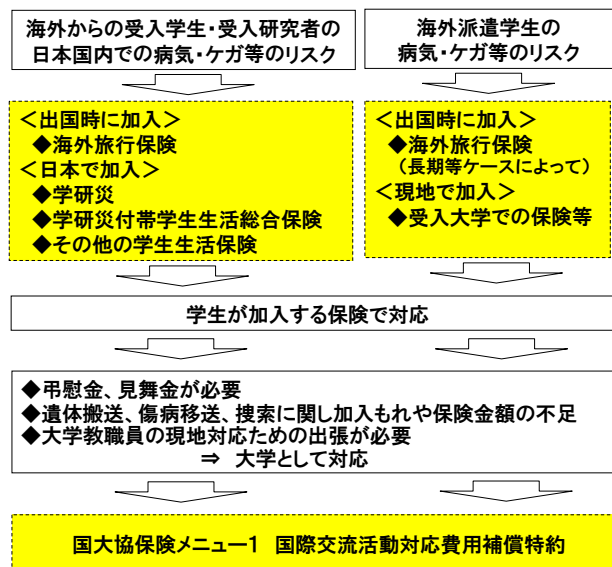 海外からの受入学生・受入研究者の
日本国内での病気・ケガ等のリスク
海外派遣学生の
病気・ケガ等のリスク
＜出国時に加入＞
◆海外旅行保険
＜日本で加入＞
◆学研災
◆学研災付帯学生生活総合保険
◆その他の学生生活保険
＜出国時に加入＞
◆海外旅行保険
（長期等ケースによって）
＜現地で加入＞
◆受入大学での保険等
学生が加入する保険で対応
◆弔慰金、見舞金が必要
◆遺体搬送、傷病移送、捜索に関し加入もれや保険金額の不足
◆大学教職員の現地対応ための出張が必要
⇒ 大学として対応
国大協保険メニュー1 国際交流活動対応費用補償特約